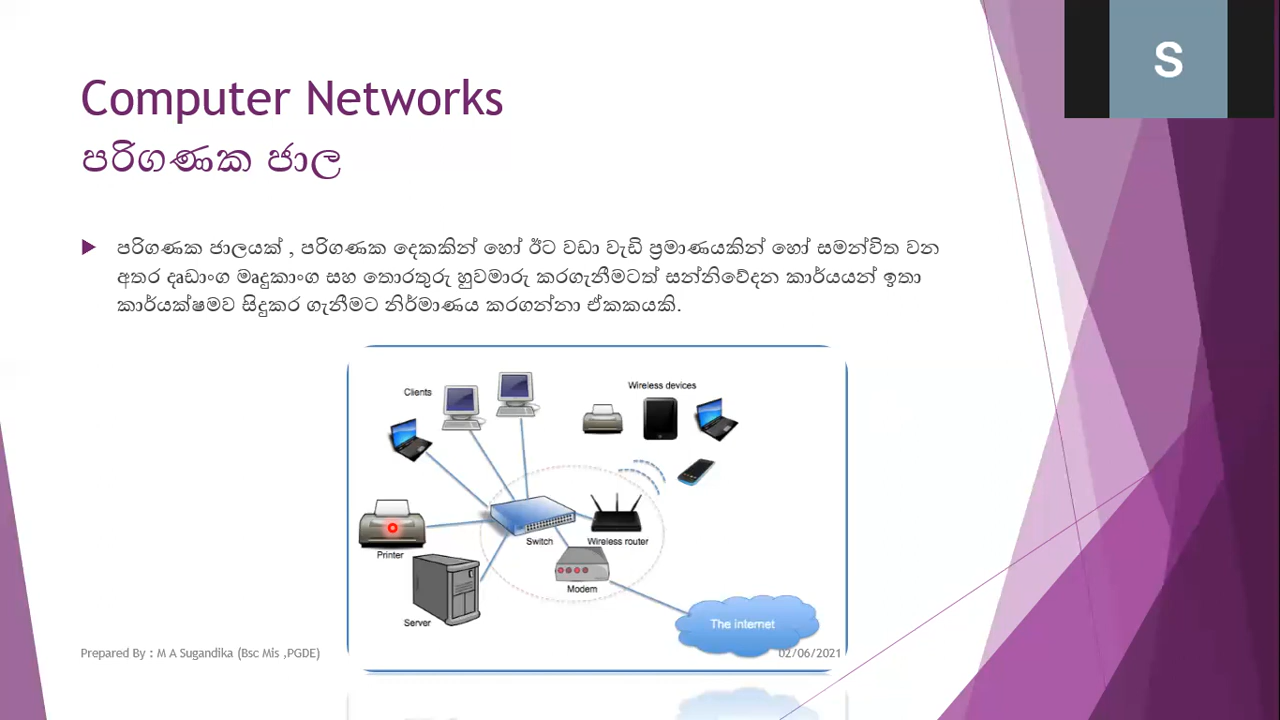 S
Computer Networks
පරිගණක ජාල
පරිගණක ජාලයක් , පරිගණක දෙකකින් හෝ ඊට වඩා වැඩි ප්‍රමාණයකින් හෝ සමන්විත වන
අතර දෘඩාංග මෘදුකාංග සහ තොරතුරු හුවමාරු කරගැනීමටත් සන්නිවේදන කාර්යයන් ඉතා
කාර්යක්ෂමව සිදුකර ගැනීමට නිර්මාණය කරගන්නා ඒකකයකි.
Clients
Wireless devices
Switch
Wireless router
Printer
Modem
Server
The internet
Prepared By : M A Sugandika (Bsc Mis ,PGDE)
02/06/2021